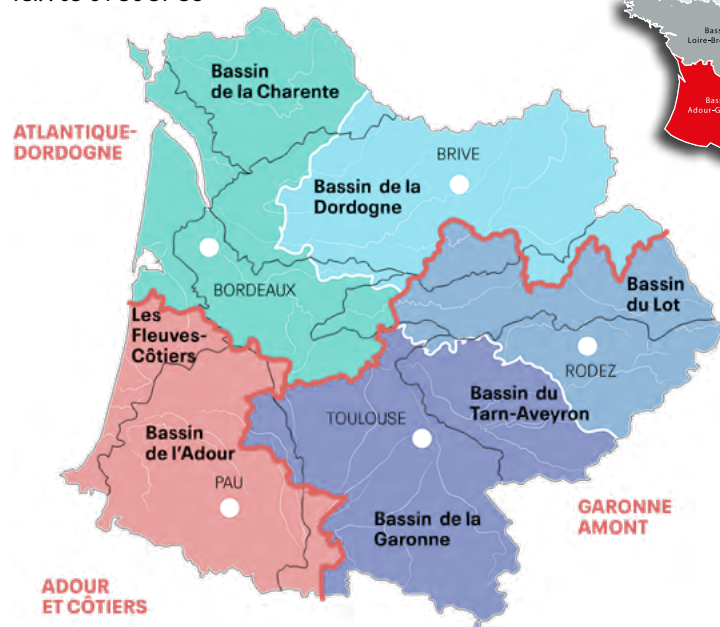 Bassin
de la Charente
ATLANTIQUE-
DORDOGNE
BRIVE
Bassin de la
Dordogne
BORDEAUX
Bassin
du Lot
Les
Fleuves-
Côtiers
RODEZ
Bassin du
Tarn-Aveyron
TOULOUSE
Bassin
de l'Adour
PAU
GARONNE
AMONT
Bassin de la
Garonne
ADOUR
ET CÔTIERS